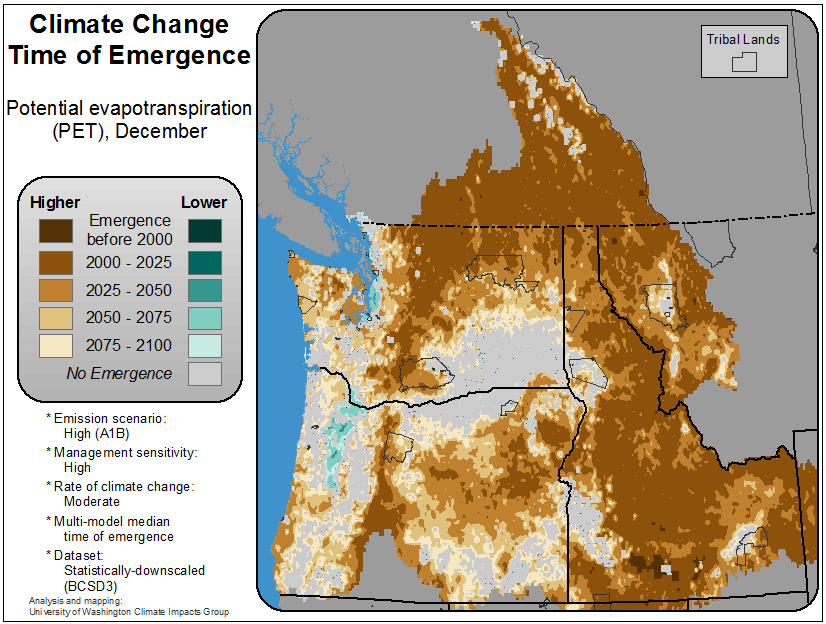 Climate Change
Time of Emergence
Potential evapotranspiration
(PET), December
Higher
Lower
Emergence
before 2000
2000 - 2025
2025 - 2050
2050 - 2075
2075 - 2100
No Emergence
* Emission scenario:
High (A1B)
* Management sensitivity:
High
* Rate of climate change:
Moderate
* Multi-model median
time of emergence
* Dataset:
Statistically-downscaled
(BCSD3)
Analysis and mapping:
University of Washington Climate Impacts Group
Tribal Lands